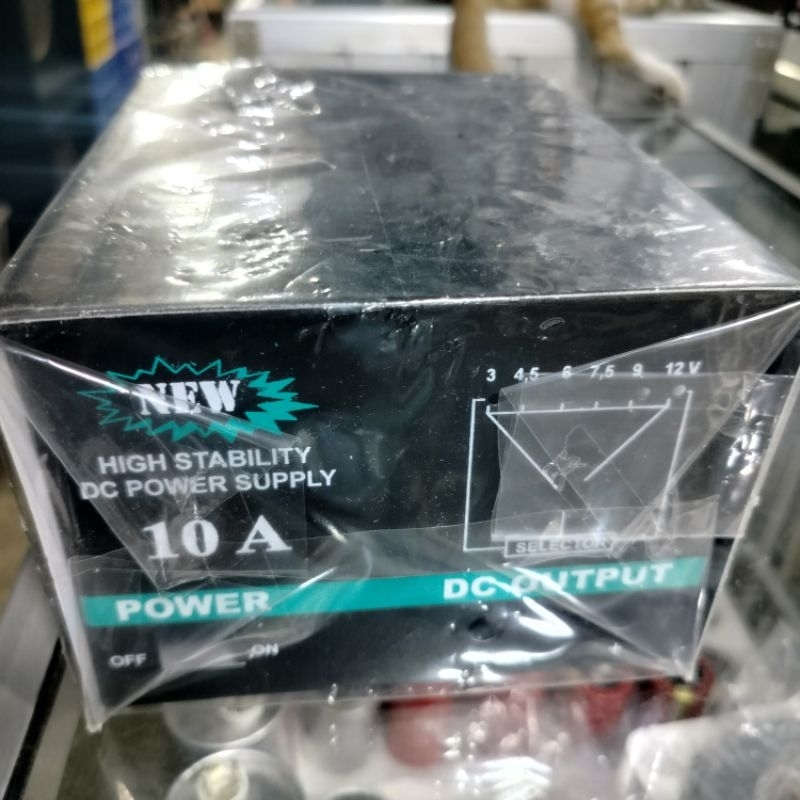 NEW
HIGH STABILITY
DC POWER SUPPLY
10 A
POWER
OFF ON
3 4,5 6 7,5 9 12 V
SELECTOR
DC OUTPUT